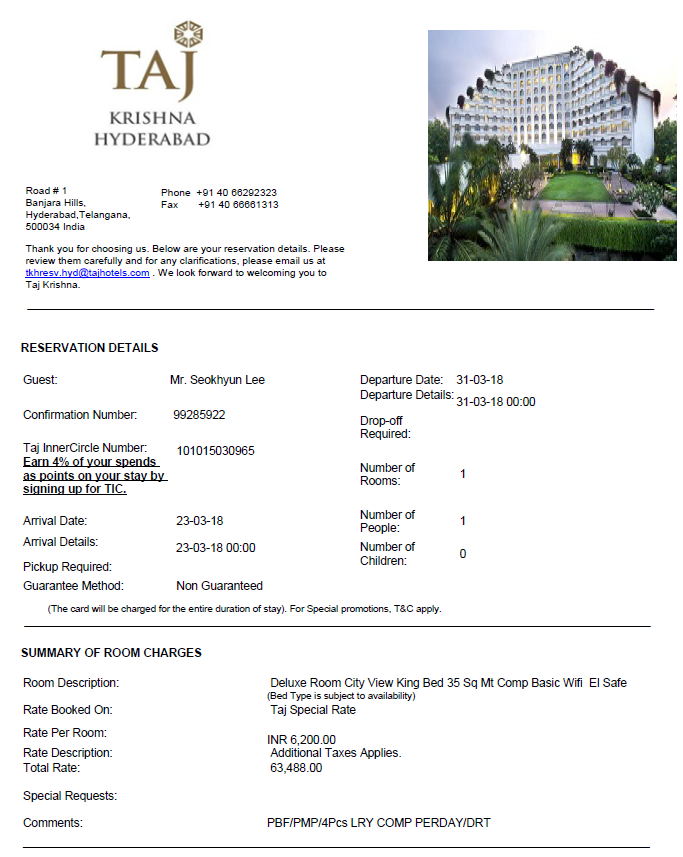 TAJ
KRISHNA
HYDERABAD
Road # 1
Banjara Hills,
Hyderabad,Telangana,
500034 India
Phone +91 40 66292323
Fax +91 40 66661313
Thank you for choosing us. Below are your reservation details. Please
review them carefully and for any clarifications, please email us at
tkhresv.hyd@tajhotels.com . We look forward to welcoming you to
Taj Krishna.
RESERVATION DETAILS
Guest: Mr. Seokhyun Lee
Confirmation Number: 99285922
Taj InnerCircle Number: 101015030965
Earn 4% of your spends
as points on your stay by
signing up for TIC.
Arrival Date: 23-03-18
Arrival Details: 23-03-18 00:00
Pickup Required:
Guarantee Method: Non Guaranteed
Departure Date: 31-03-18
Departure Details: 31-03-18 00:00
Drop-off
Required:
Number of
Rooms: 1
Number of
People: 1
Number of
Children: 0
(The card will be charged for the entire duration of stay). For Special promotions, T&C apply.
SUMMARY OF ROOM CHARGES
Room Description: Deluxe Room City View King Bed 35 Sq Mt Comp Basic Wifi El Safe
(Bed Type is subject to availability)
Rate Booked On: Taj Special Rate
Rate Per Room: INR 6,200.00
Rate Description: Additional Taxes Applies.
Total Rate: 63,488.00
Special Requests:
Comments: PBF/PMP/4Pcs LRY COMP PERDAY/DRT